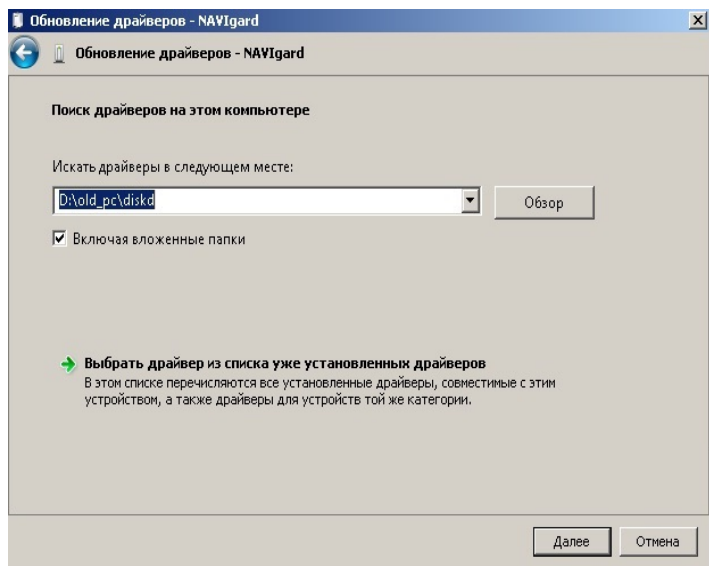 Обновление драйверов - NAVIgard
Обновление драйверов - NAVIgard
Поиск драйверов на этом компьютере
Искать драйверы в следующем месте:
D:\old_pc\diskd
Обзор
Включая вложенные папки
Выбрать драйвер из списка уже установленных драйверов
В этом списке перечисляются все установленные драйверы, совместимые с этим
устройством, а также драйверы для устройств той же категории.
Далее
Отмена